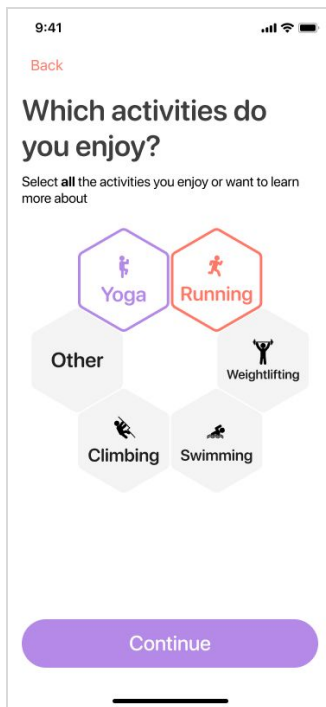 9:41
Back
Which activities do
you enjoy?
Select all the activities you enjoy or want to learn
more about
Yoga
Running
Other
Weightlifting
Climbing
Swimming
Continue